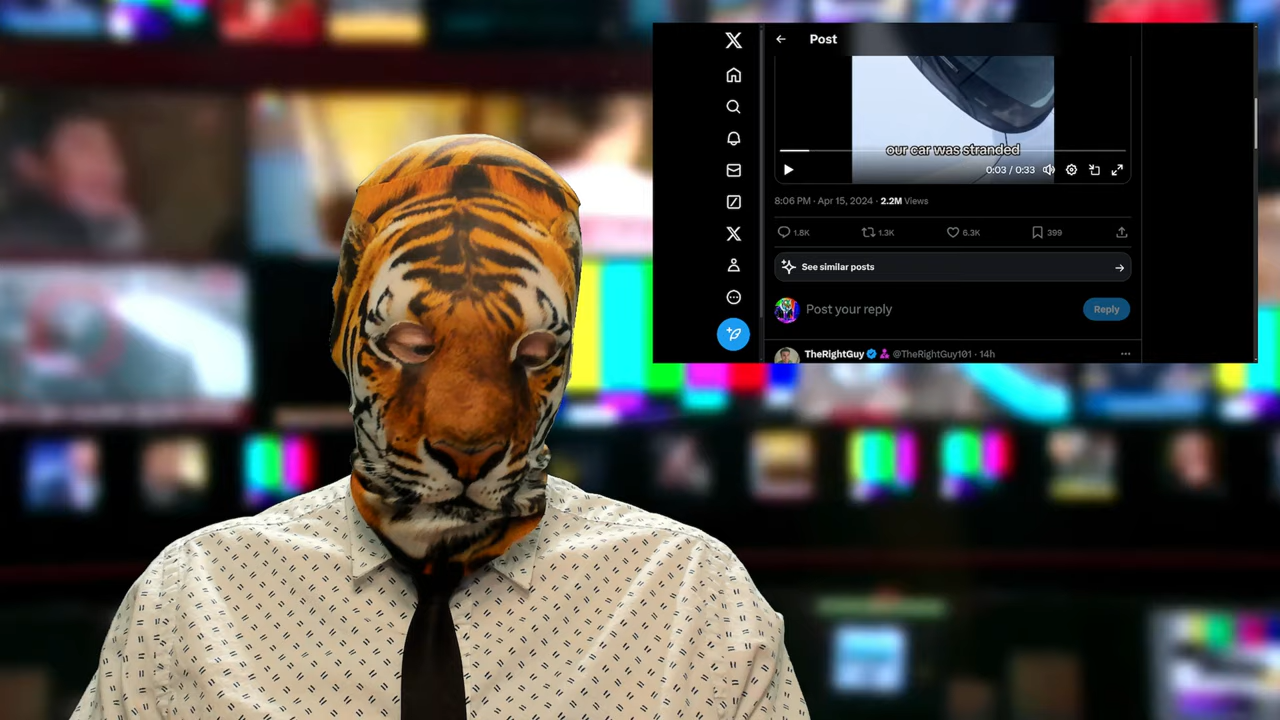 Post
our car was stranded
0:03 / 0:33
8:06 PM · Apr 15, 2024 · 2.2M Views
1.8K 1.3K 6.3K 399
See similar posts
Post your reply
Reply
TheRightGuy @TheRightGuy101 · 14h